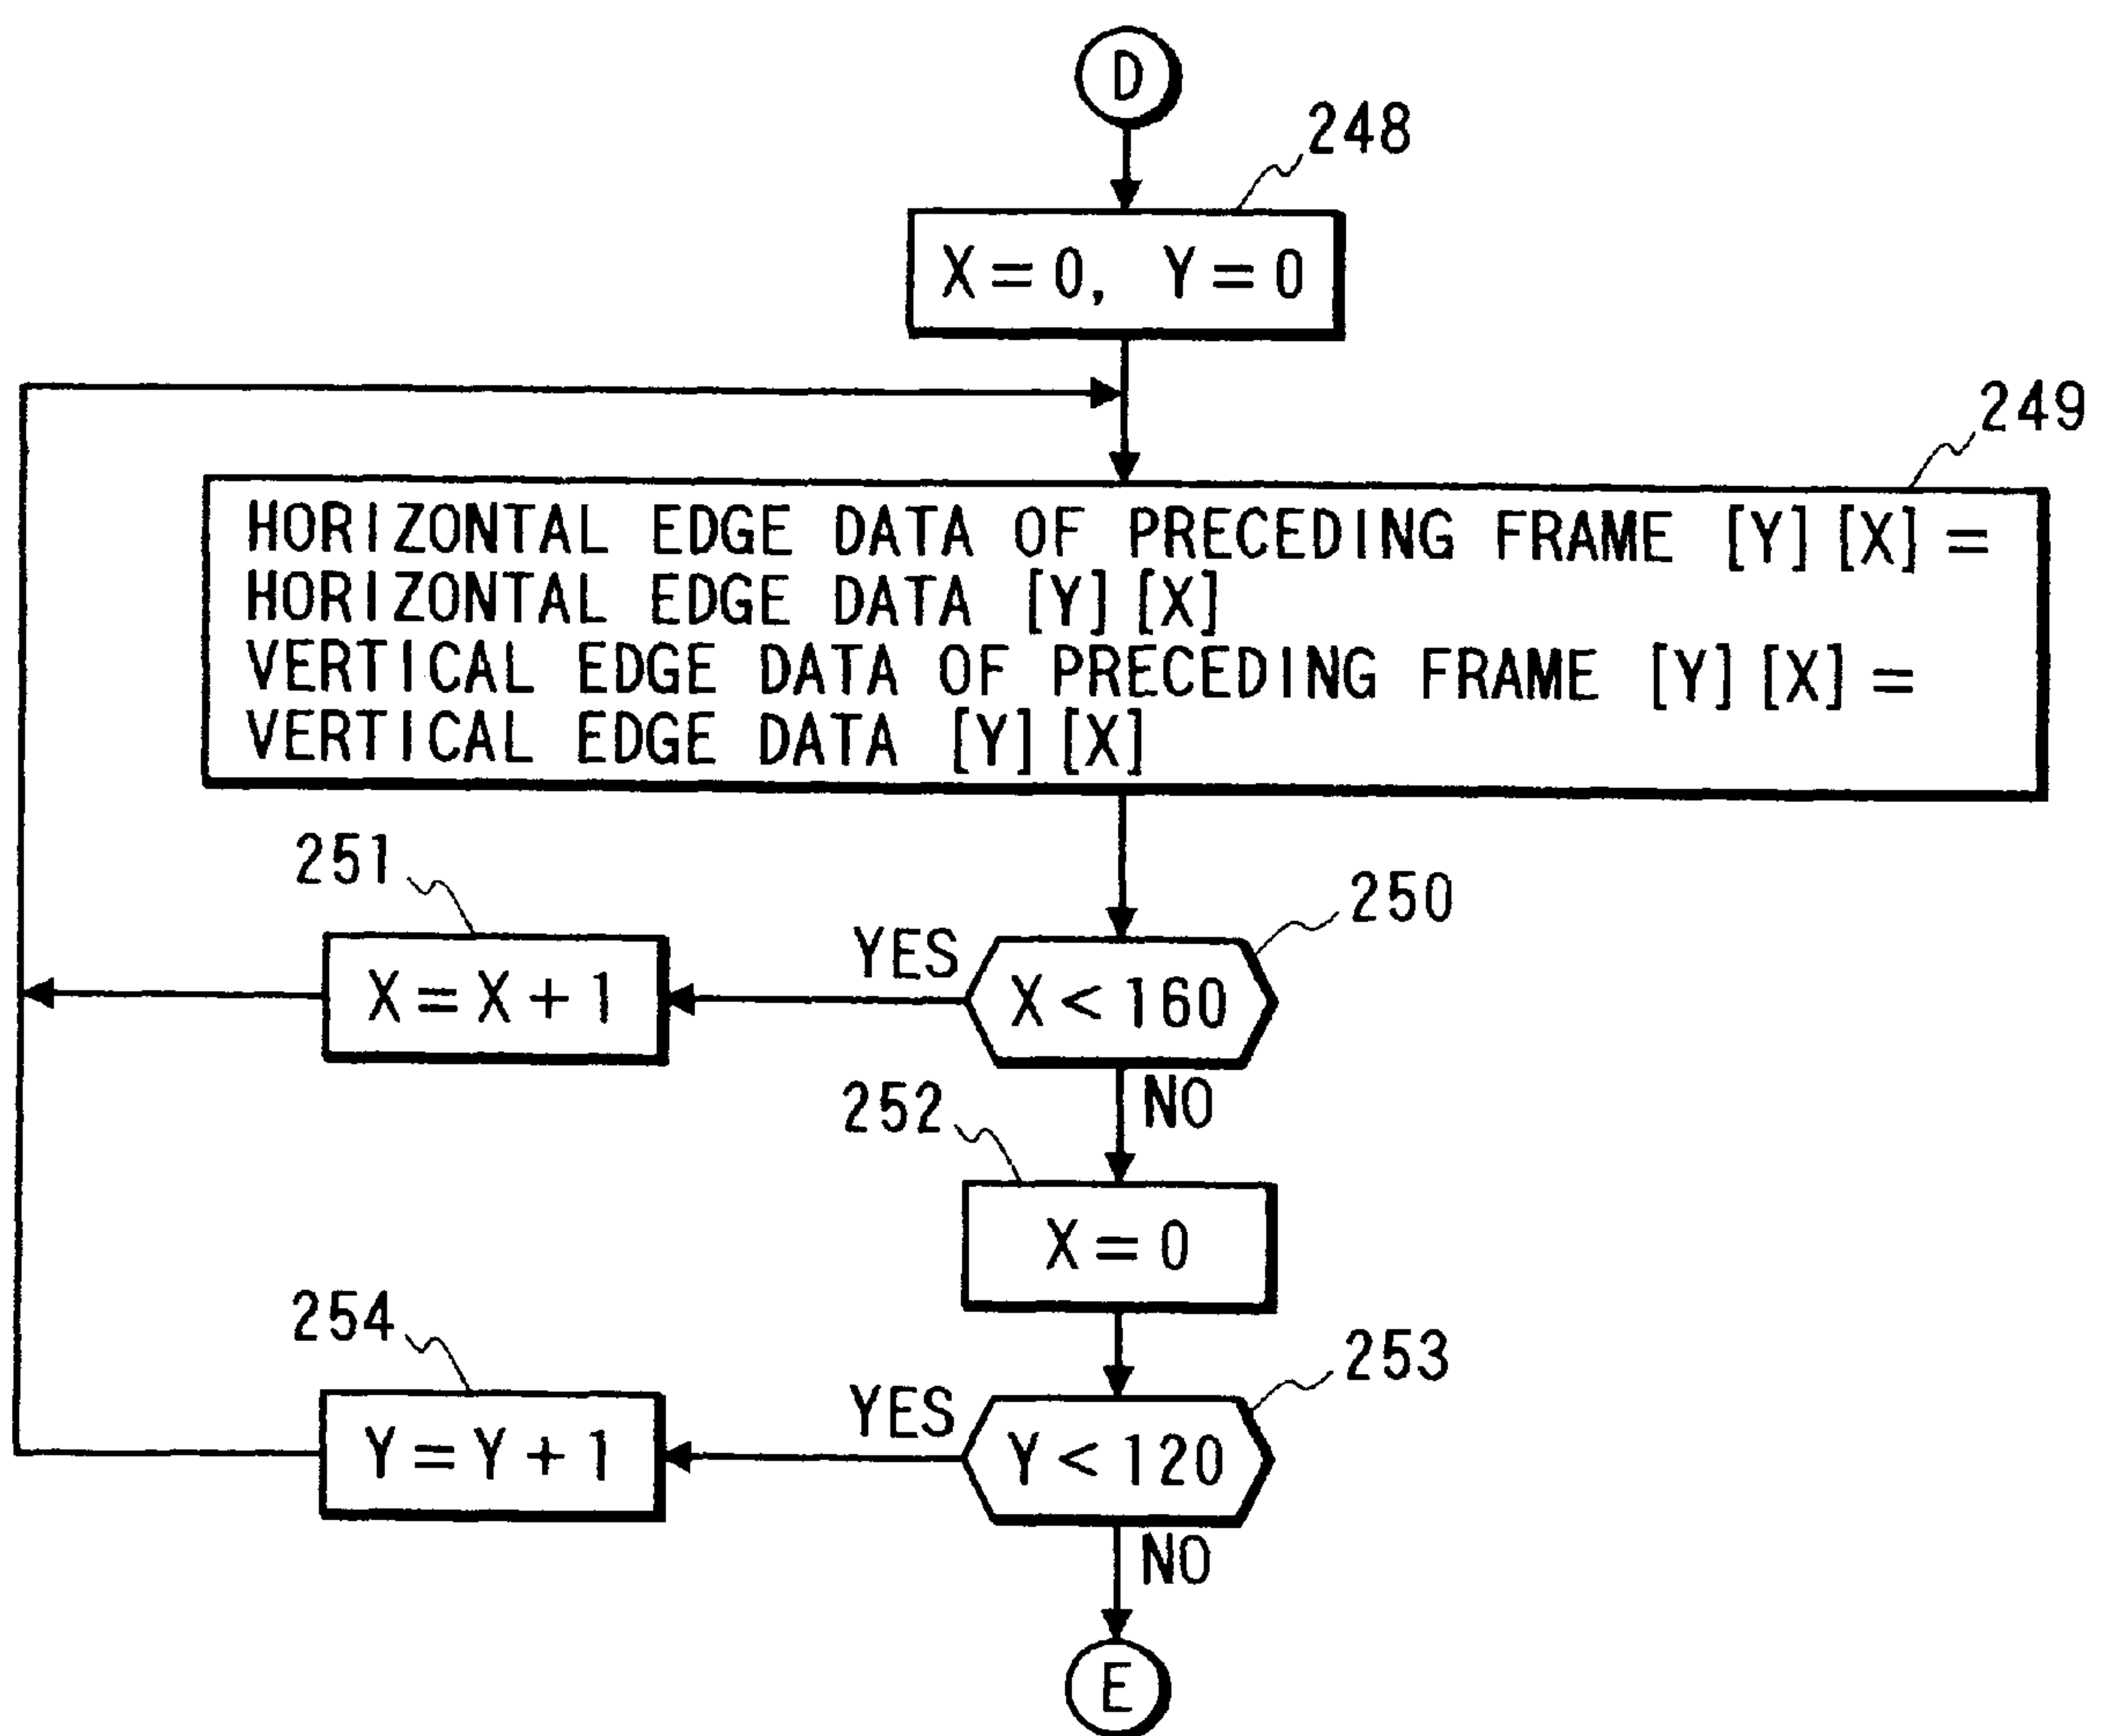 D
248
X=0, Y=0
249
HORIZONTAL EDGE DATA OF PRECEDING FRAME [Y][X]=
HORIZONTAL EDGE DATA [Y][X]
VERTICAL EDGE DATA OF PRECEDING FRAME [Y][X]=
VERTICAL EDGE DATA [Y][X]
251
250
YES
X=X+1
X<160
NO
252
X=0
254
253
YES
Y=Y+1
Y<120
NO
E